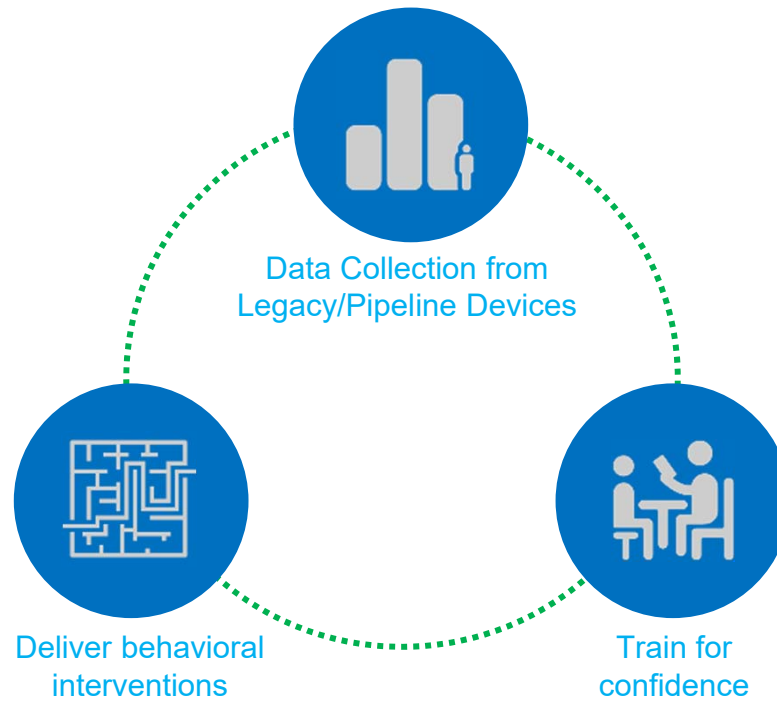 Data Collection from
Legacy/Pipeline Devices
Deliver behavioral
interventions
Train for
confidence